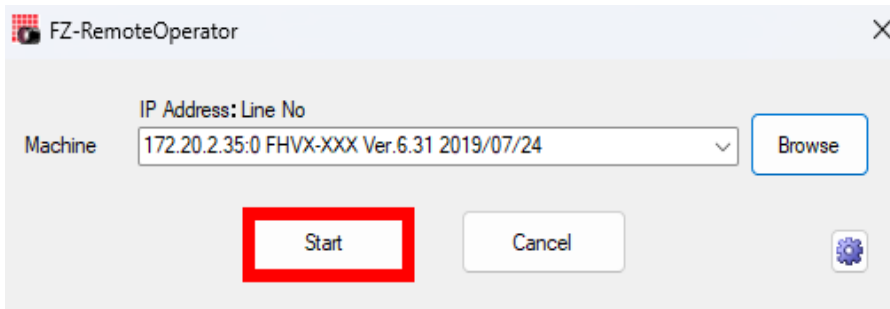 FZ-RemoteOperator
IP Address: Line No
Machine
172.20.2.35:0 FHVX-XXX Ver.6.31 2019/07/24
Browse
Start
Cancel